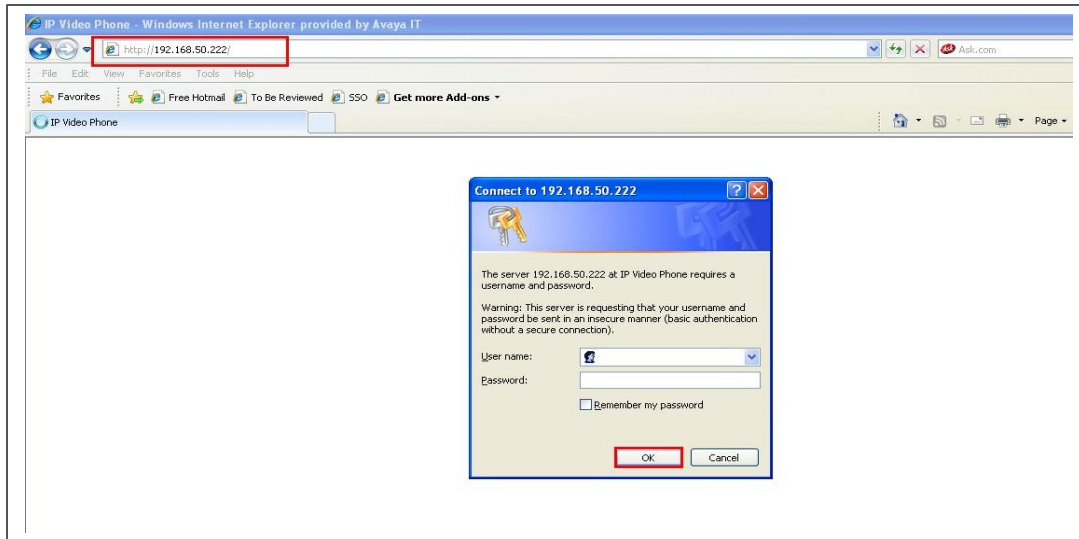 IP Video Phone - Windows Internet Explorer provided by Avaya IT
http://192.168.50.222/
Ask.com
File Edit View Favorites Tools Help
Favorites Free Hotmail To Be Reviewed SSO Get more Add-ons
IP Video Phone
Page
Connect to 192.168.50.222
The server 192.168.50.222 at IP Video Phone requires a
username and password.
Warning: This server is requesting that your username and
password be sent in an insecure manner (basic authentication
without a secure connection).
User name:
Password:
Remember my password
OK Cancel